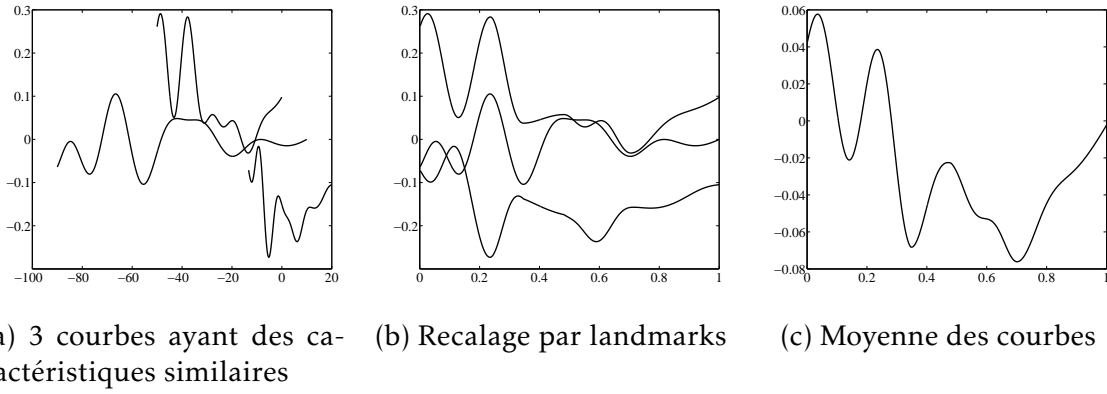 0.3
0.2
0.1
0
−0.1
−0.2
−100 −80 −60 −40 −20 0 20
0.3
0.2
0.1
0
−0.1
−0.2
0 0.2 0.4 0.6 0.8 1
0.06
0.04
0.02
0
−0.02
−0.04
−0.06
−0.08
0 0.2 0.4 0.6 0.8 1
a) 3 courbes ayant des ca-
actéristiques similaires
(b) Recalage par landmarks
(c) Moyenne des courbes